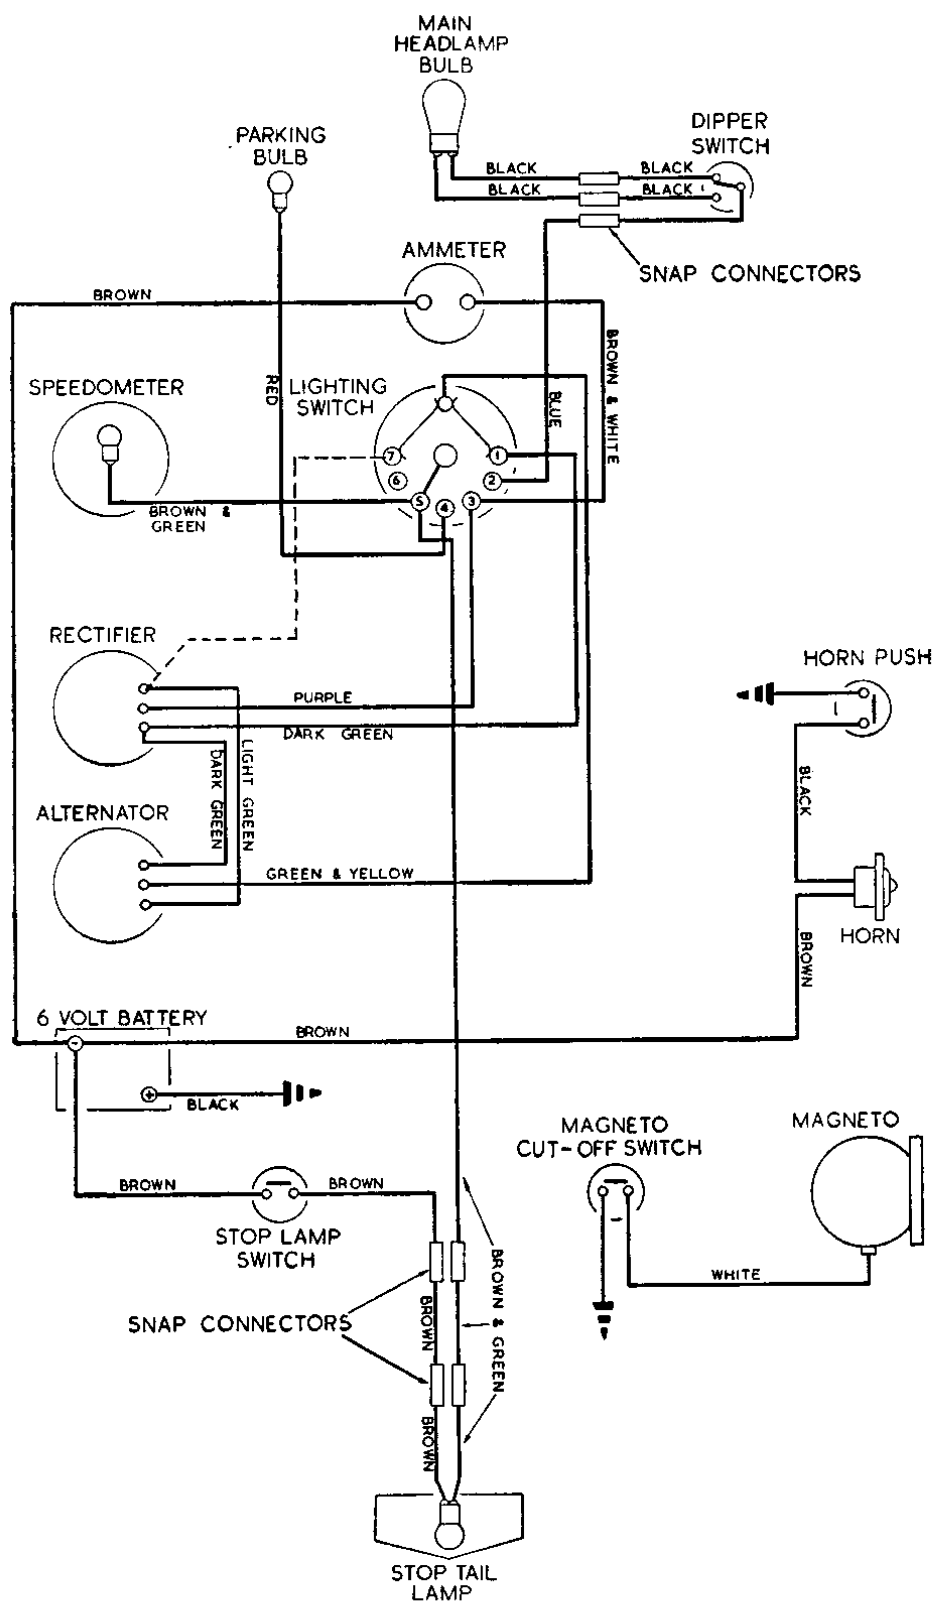 MAIN
HEADLAMP
BULB
DIPPER
SWITCH
PARKING
BULB
BLACK
BLACK
BLACK
BLACK
SNAP CONNECTORS
AMMETER
BROWN
BROWN & WHITE
RED
LIGHTING
SWITCH
BLUE
SPEEDOMETER
7
1
6
2
5
4
3
BROWN &
GREEN
RECTIFIER
HORN PUSH
PURPLE
DARK GREEN
DARK GREEN
LIGHT GREEN
BLACK
ALTERNATOR
GREEN & YELLOW
HORN
BROWN
6 VOLT BATTERY
-
BROWN
+
BLACK
MAGNETO
CUT-OFF SWITCH
MAGNETO
BROWN
BROWN
STOP LAMP
SWITCH
BROWN & GREEN
WHITE
SNAP CONNECTORS
BROWN
BROWN
STOP TAIL
LAMP